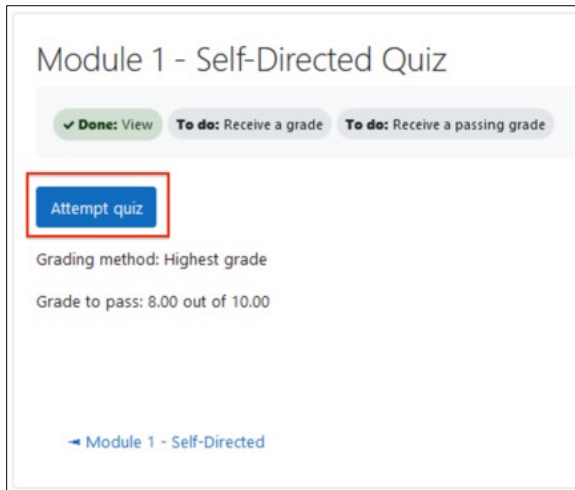 Module 1 - Self-Directed Quiz
✔ Done: View To do: Receive a grade To do: Receive a passing grade
Attempt quiz
Grading method: Highest grade
Grade to pass: 8.00 out of 10.00
◄ Module 1 - Self-Directed